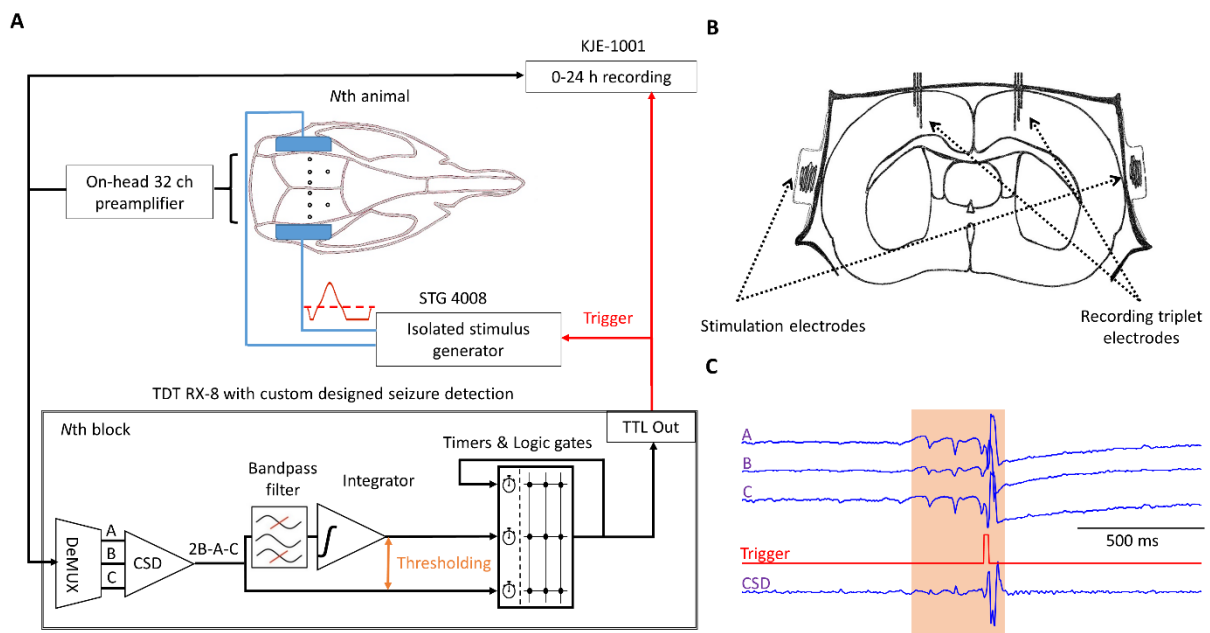 A
KJE-1001
0-24 h recording
Nth animal
On-head 32 ch
preamplifier
STG 4008
Isolated stimulus
generator
Trigger
TDT RX-8 with custom designed seizure detection
Nth block
TTL Out
Timers & Logic gates
Bandpass
filter
Integrator
DeMUX
A
B
C
CSD
2B-A-C
Thresholding
B
Stimulation electrodes
Recording triplet
electrodes
C
A
B
C
500 ms
Trigger
CSD